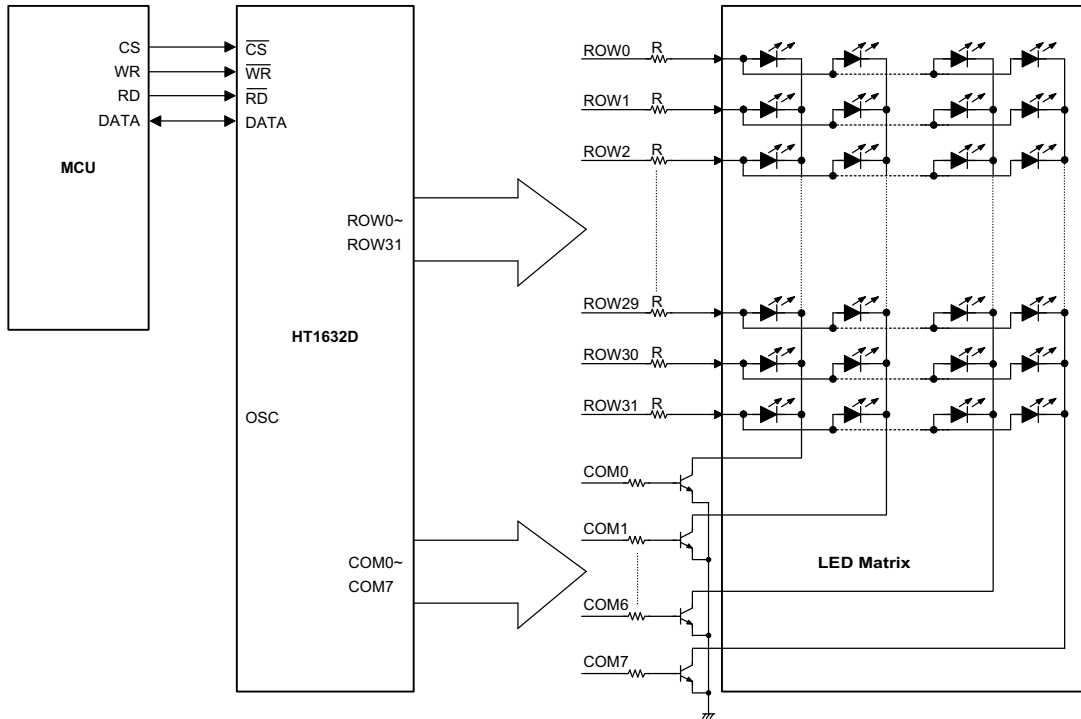 CS
WR
RD
DATA
MCU
CS
WR
RD
DATA
ROW0~
ROW31
HT1632D
OSC
COM0~
COM7
ROW0 R
ROW1 R
ROW2 R
ROW29 R
ROW30 R
ROW31 R
COM0
COM1
COM6
COM7
LED Matrix